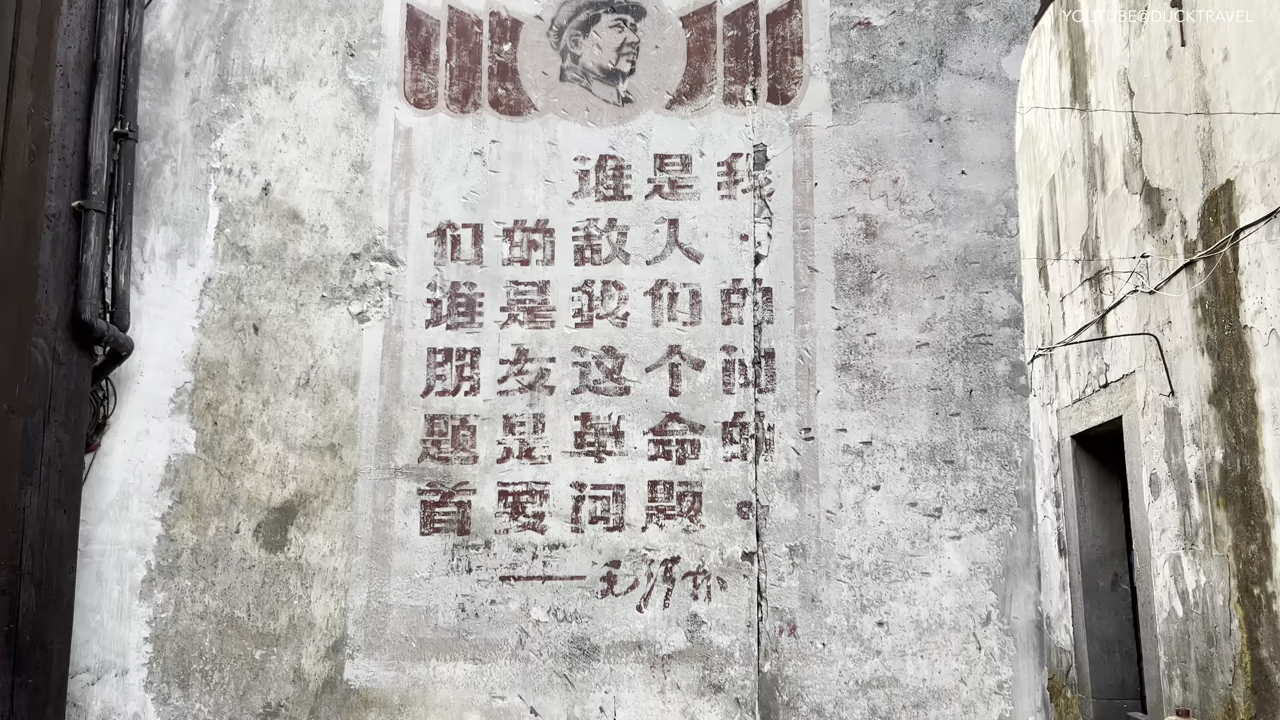 YOUTUBE@DUCKTRAVEL
谁是我
们的敌人·
谁是我们的
朋友这个问
题是革命的
首要问题。
——毛泽东